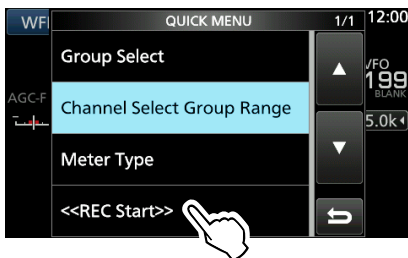 WFI
QUICK MENU
1/1
12:00
Group Select
VFO
199
BLANK
AGC-F
Channel Select Group Range
5.0k
Meter Type
<<REC Start>>